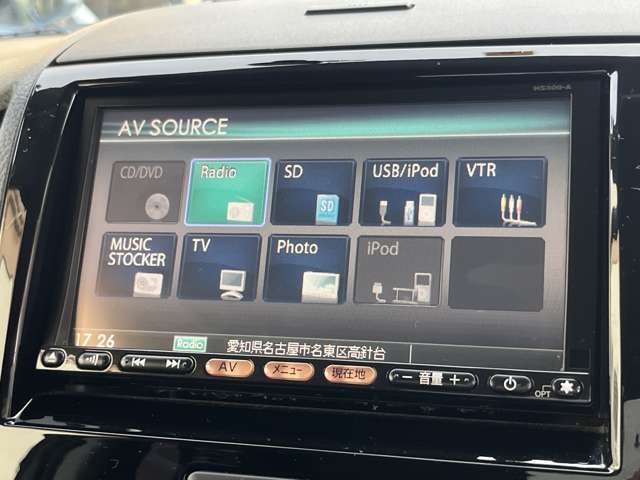 HS309-A
AV SOURCE
CD/DVD Radio SD USB/iPod VTR
SD
MUSIC STOCKER TV Photo iPod
17 26 Radio 愛知県名古屋市名東区高針台
AV メニュー 現在地 − 音量 +
OPT